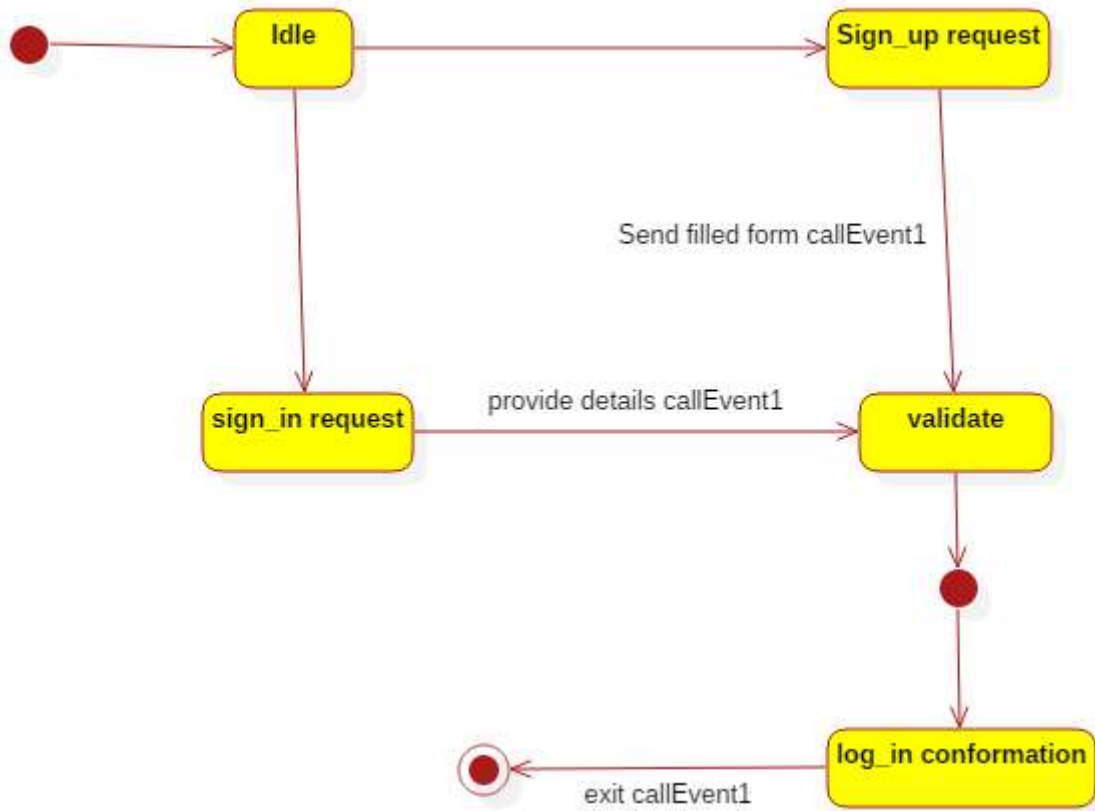 Idle
Sign_up request
Send filled form callEvent1
provide details callEvent1
sign_in request
validate
log_in conformation
exit callEvent1